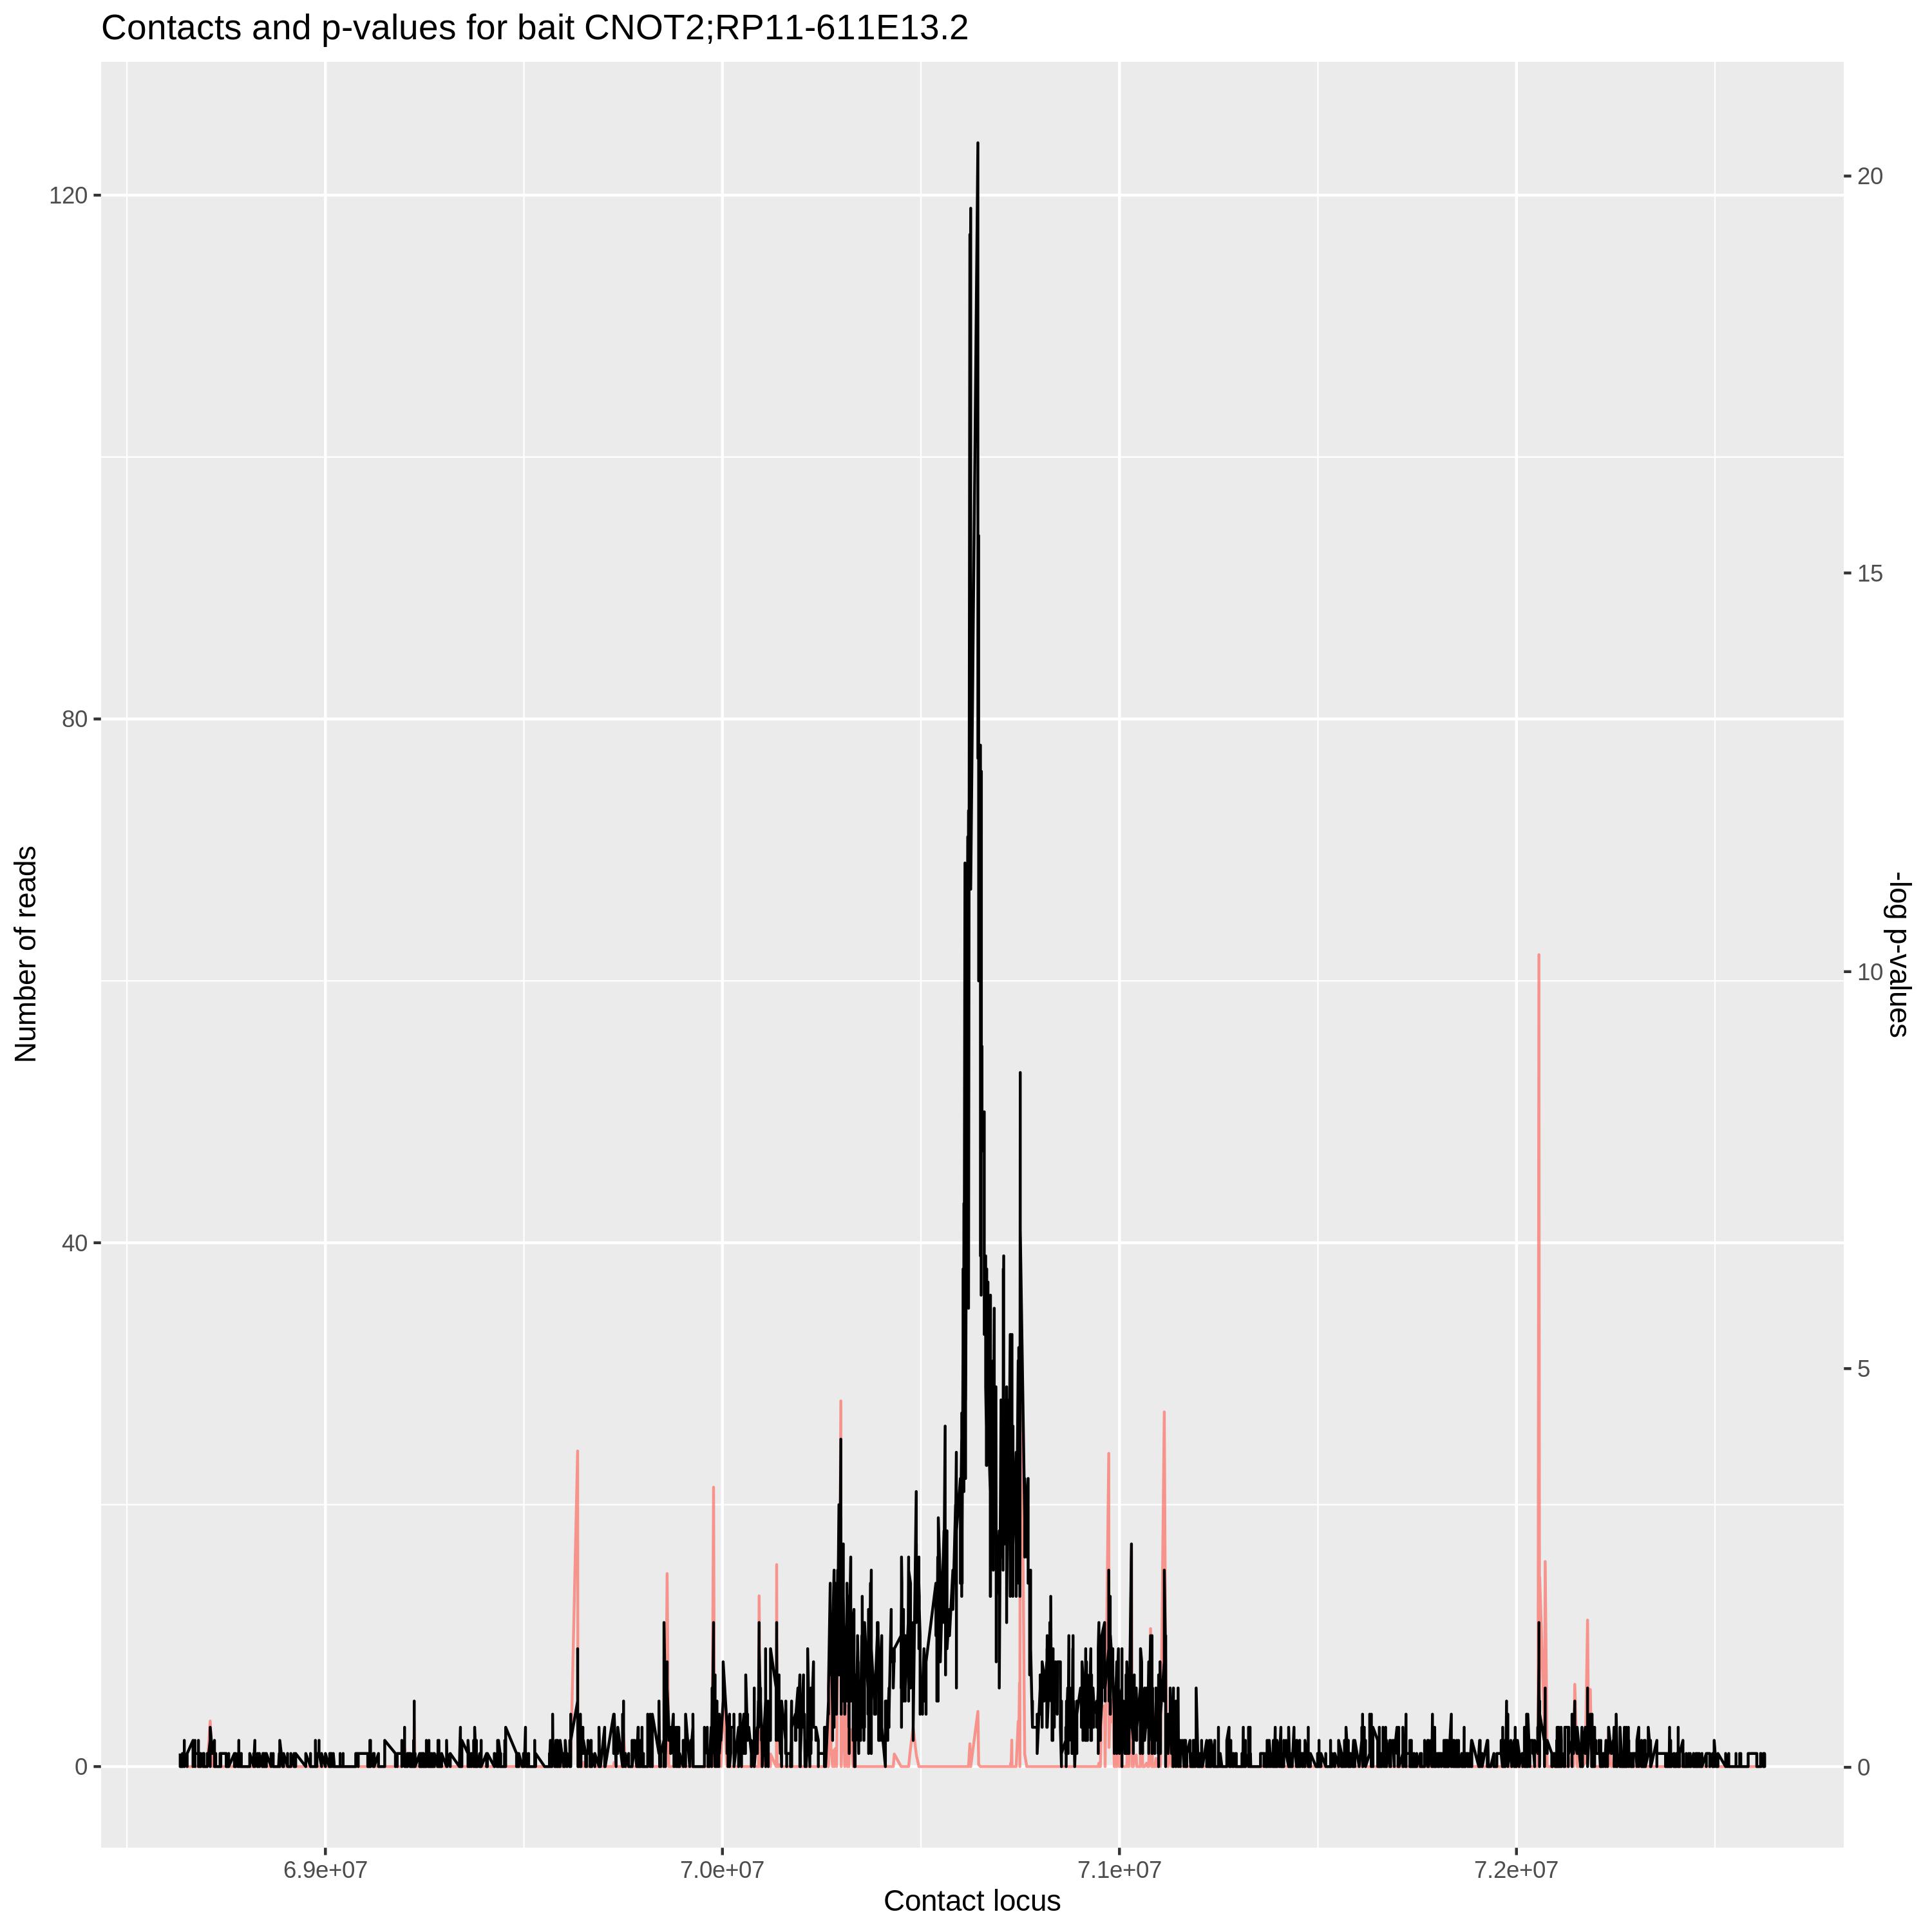 Contacts and p-values for bait CNOT2;RP11-611E13.2
120
80
40
0
Number of reads
20
15
10
5
0
-log p-values
6.9e+07
7.0e+07
7.1e+07
7.2e+07
Contact locus